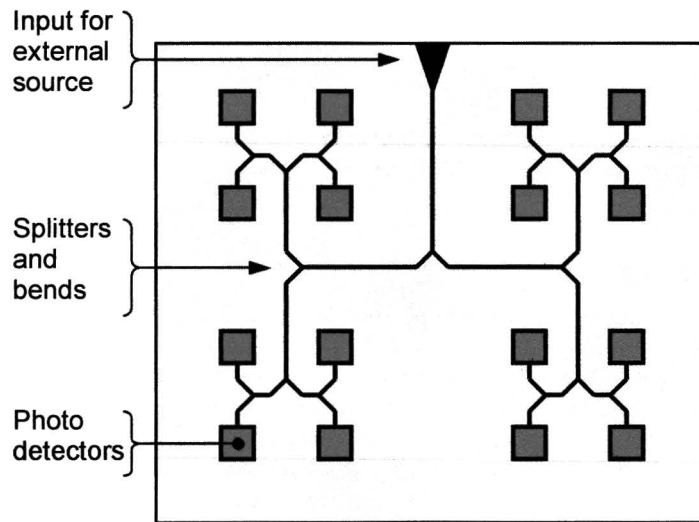 Input for
external
source
Splitters
and
bends
Photo
detectors